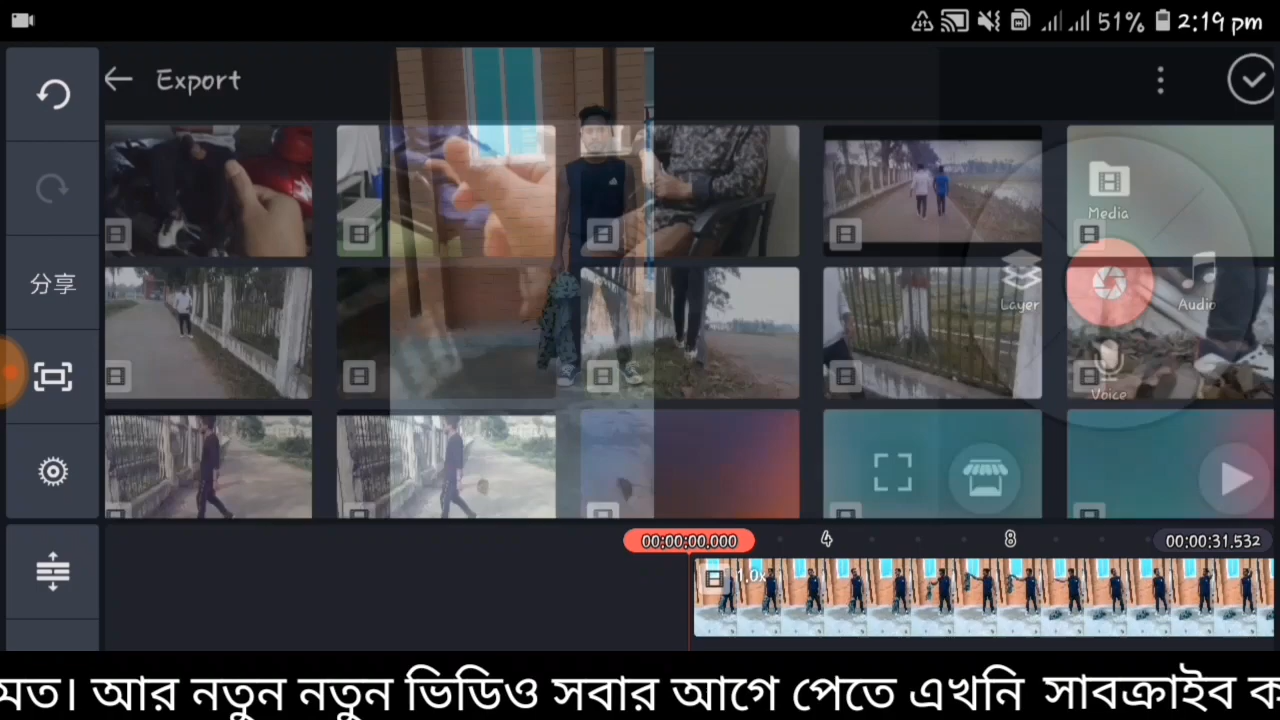 51% 2:19 pm
Export
Media
分享
Layer
Audio
Voice
00:00:00.000
4
8
00:00:31.532
1.0x
মত। আর নতুন নতুন ভিডিও সবার আগে পেতে এখনি সাবক্রাইব ক